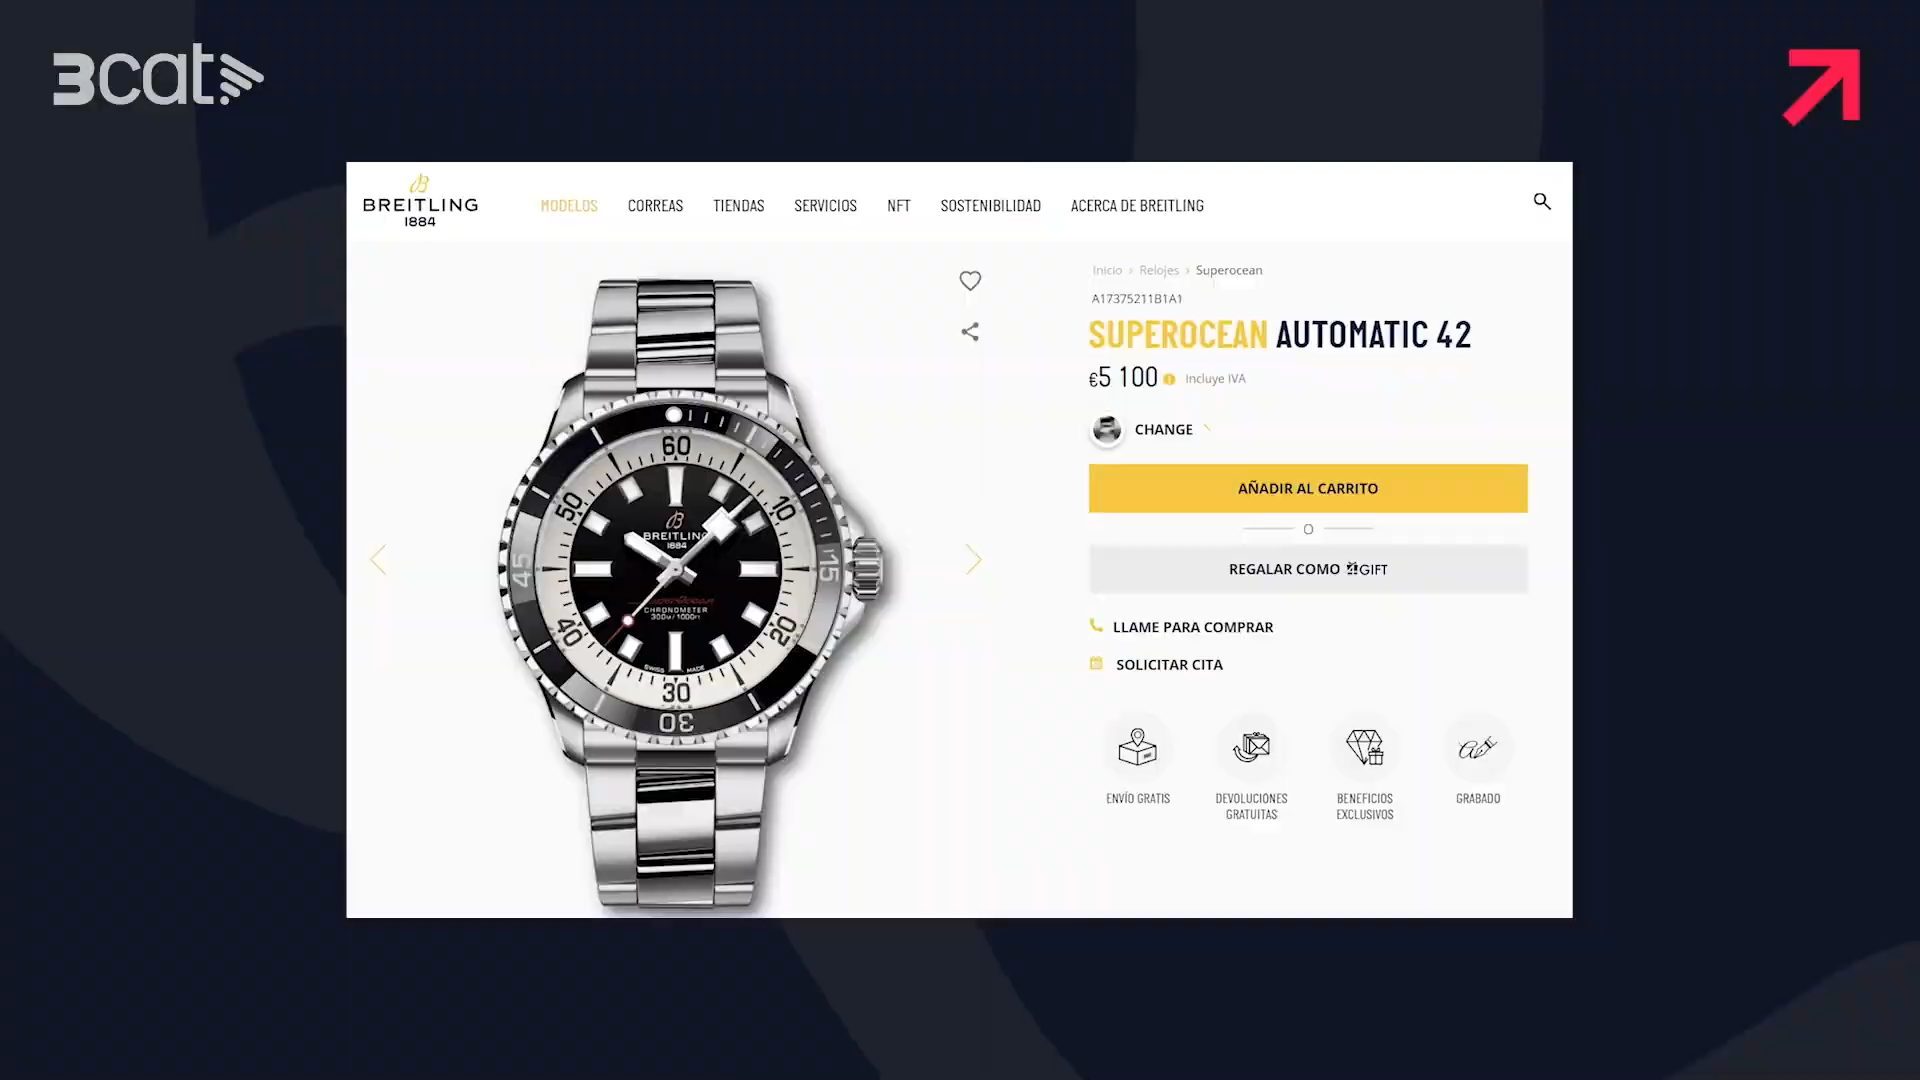 3cat
BREITLING
1884
MODELOS
CORREAS
TIENDAS
SERVICIOS
NFT
SOSTENIBILIDAD
ACERCA DE BREITLING
Inicio › Relojes › Superocean
A17375211B1A1
SUPEROCEAN AUTOMATIC 42
€5 100 Incluye IVA
CHANGE
AÑADIR AL CARRITO
O
REGALAR COMO GIFT
LLAME PARA COMPRAR
SOLICITAR CITA
ENVÍO GRATIS
DEVOLUCIONES
GRATUITAS
BENEFICIOS
EXCLUSIVOS
GRABADO
60
10
15
20
30
30
40
45
50
BREITLING
1884
CHRONOMETER
300M/1000FT
SWISS MADE